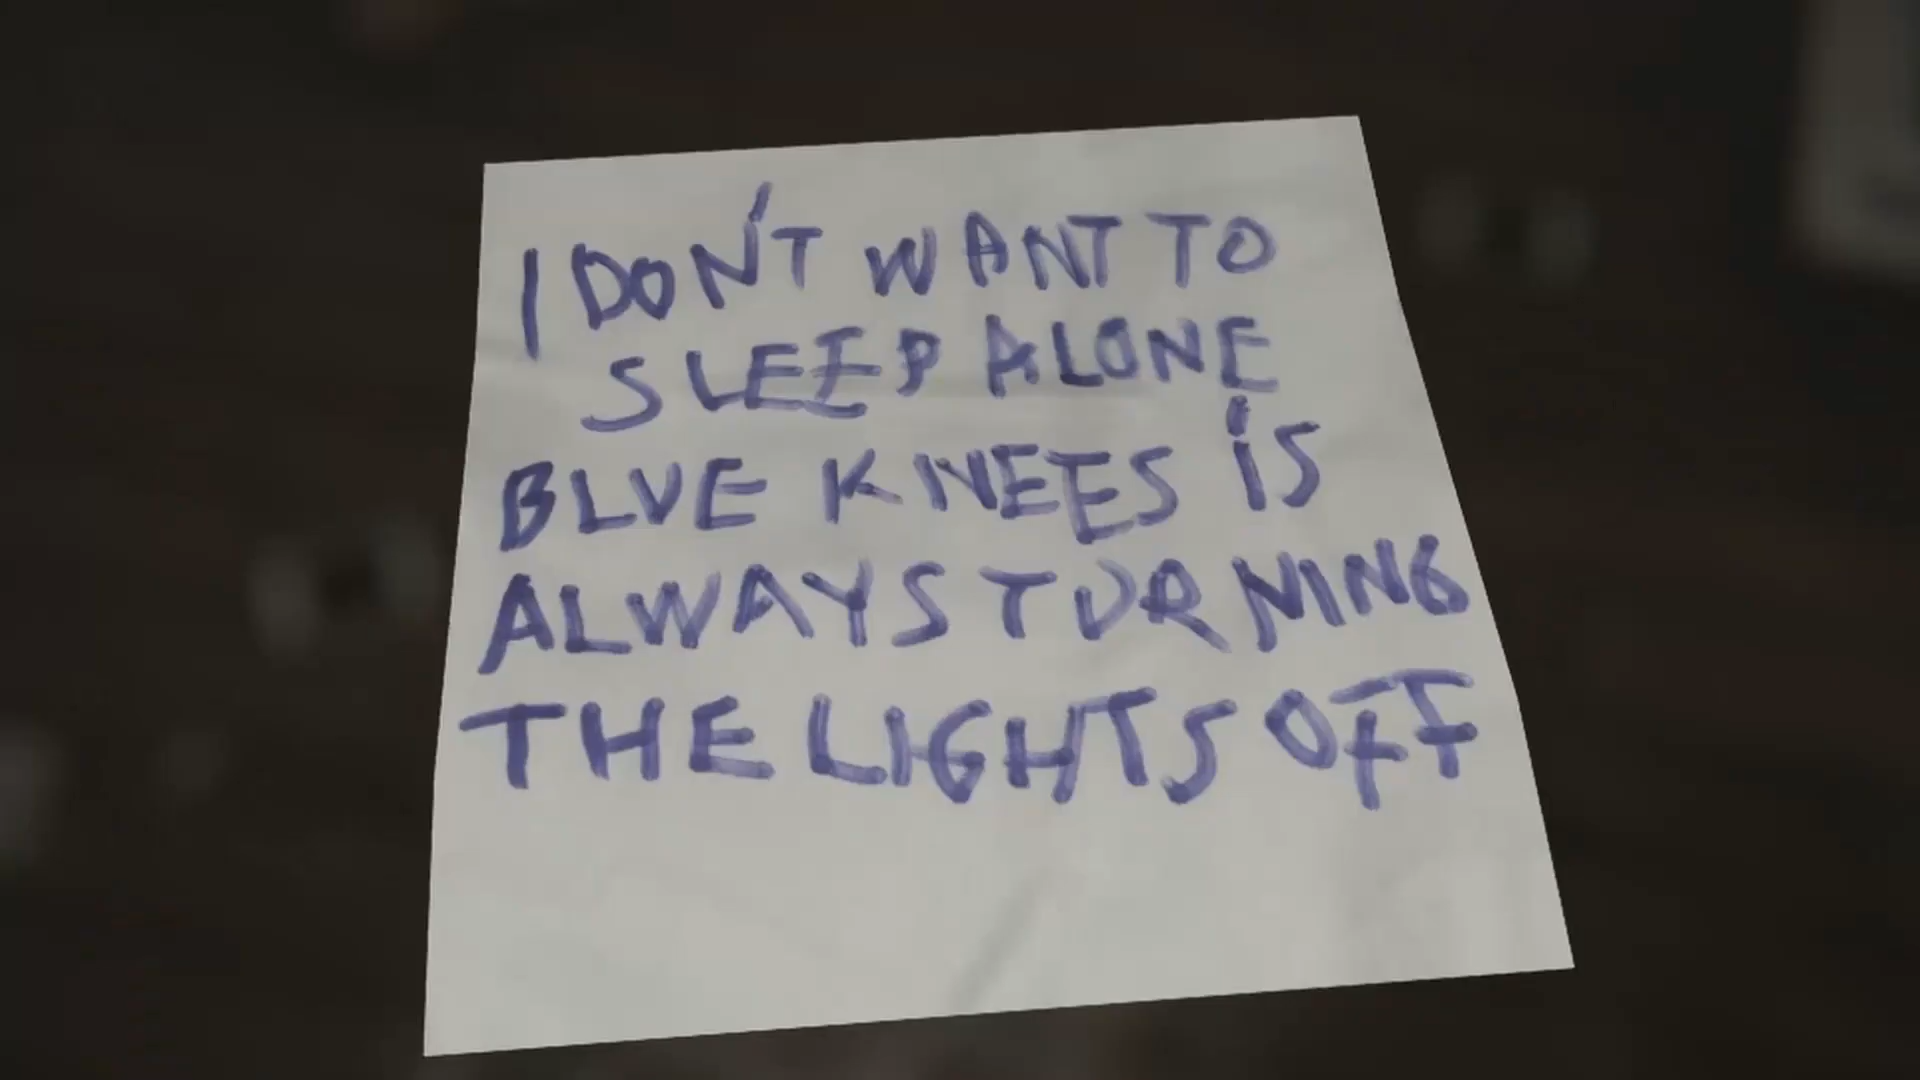 I DON'T WANT TO
SLEEP ALONE
BLUE KNEES IS
ALWAYS TURNING
THE LIGHTS OFF